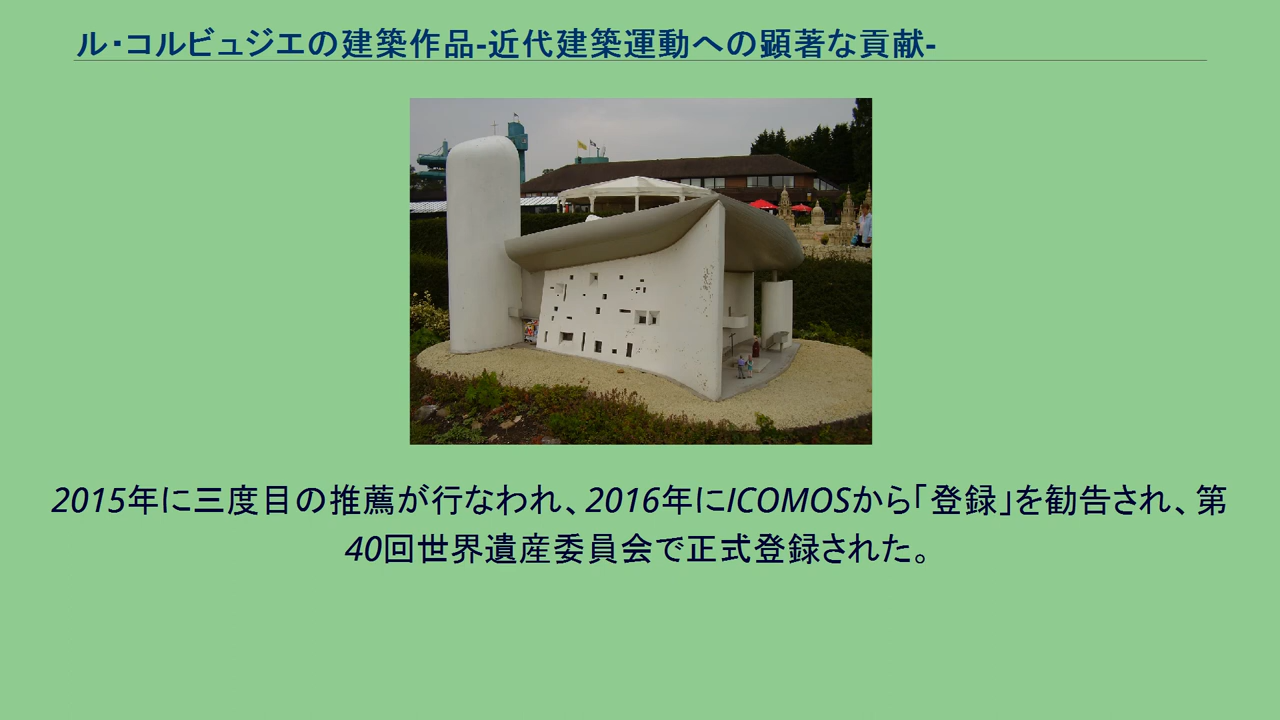 ル・コルビュジエの建築作品-近代建築運動への顕著な貢献-
2015年に三度目の推薦が行なわれ、2016年にICOMOSから「登録」を勧告され、第
40回世界遺産委員会で正式登録された。